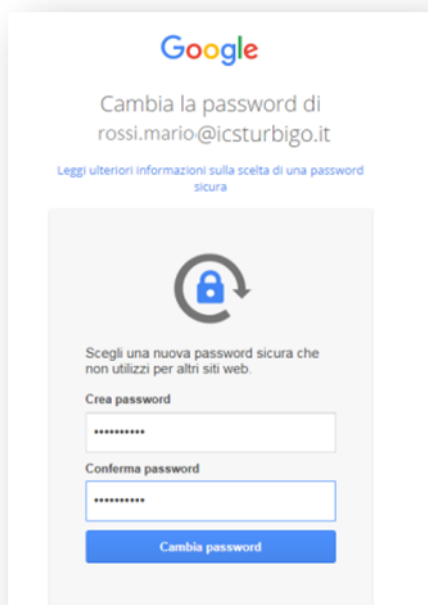 Google
Cambia la password di
rossi.mario@icsturbigo.it
Leggi ulteriori informazioni sulla scelta di una password
sicura
Scegli una nuova password sicura che
non utilizzi per altri siti web.
Crea password
••••••••••
Conferma password
••••••••••
Cambia password